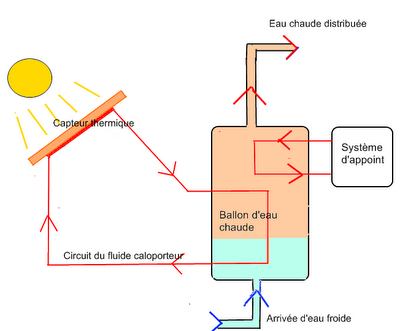 Eau chaude distribuée
Capteur thermique
Système
d'appoint
Ballon d'eau
chaude
Circuit du fluide caloporteur
Arrivée d'eau froide